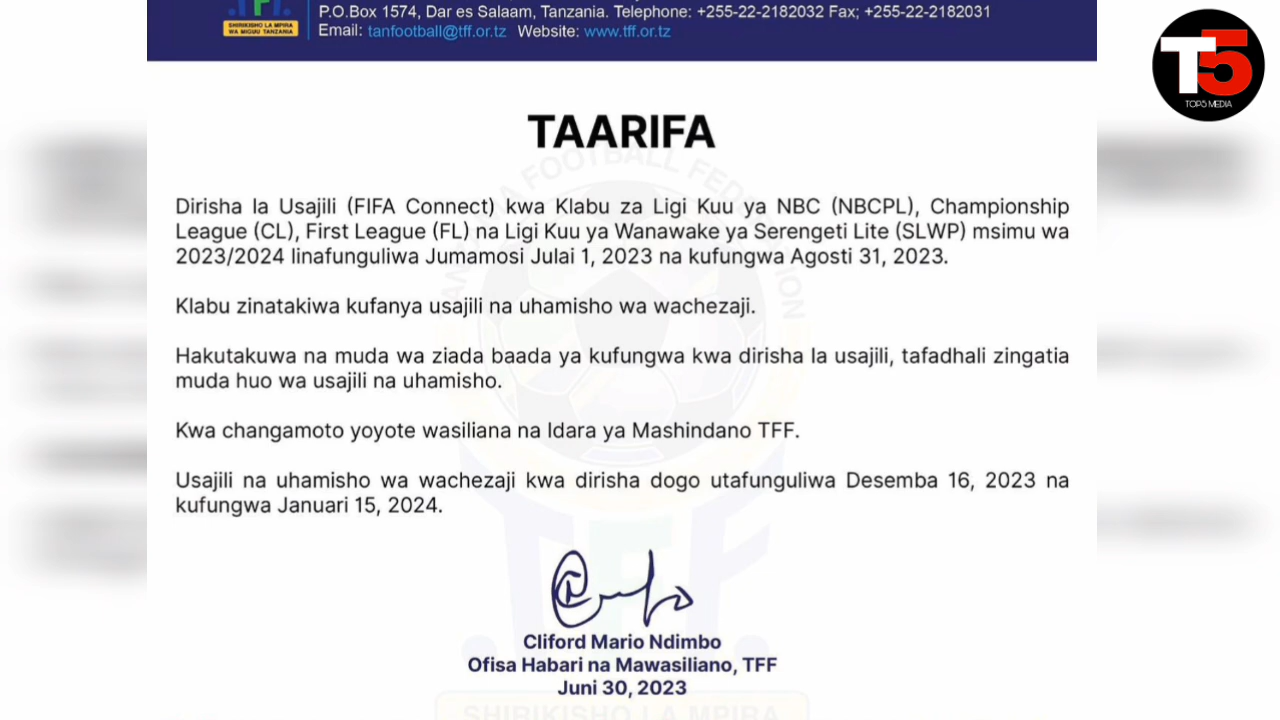 P.O.Box 1574, Dar es Salaam, Tanzania. Telephone: +255-22-2182032 Fax; +255-22-2182031
SHIRIKISHO LA MPIRA
WA MIGUU TANZANIA
Email: tanfootball@tff.or.tz Website: www.tff.or.tz
T5
TOP5 MEDIA
TAARIFA
Dirisha la Usajili (FIFA Connect) kwa Klabu za Ligi Kuu ya NBC (NBCPL), Championship
League (CL), First League (FL) na Ligi Kuu ya Wanawake ya Serengeti Lite (SLWP) msimu wa
2023/2024 linafunguliwa Jumamosi Julai 1, 2023 na kufungwa Agosti 31, 2023.
Klabu zinatakiwa kufanya usajili na uhamisho wa wachezaji.
Hakutakuwa na muda wa ziada baada ya kufungwa kwa dirisha la usajili, tafadhali zingatia
muda huo wa usajili na uhamisho.
Kwa changamoto yoyote wasiliana na Idara ya Mashindano TFF.
Usajili na uhamisho wa wachezaji kwa dirisha dogo utafunguliwa Desemba 16, 2023 na
kufungwa Januari 15, 2024.
Cliford Mario Ndimbo
Ofisa Habari na Mawasiliano, TFF
Juni 30, 2023
SHIRIKISHO LA MPIRA